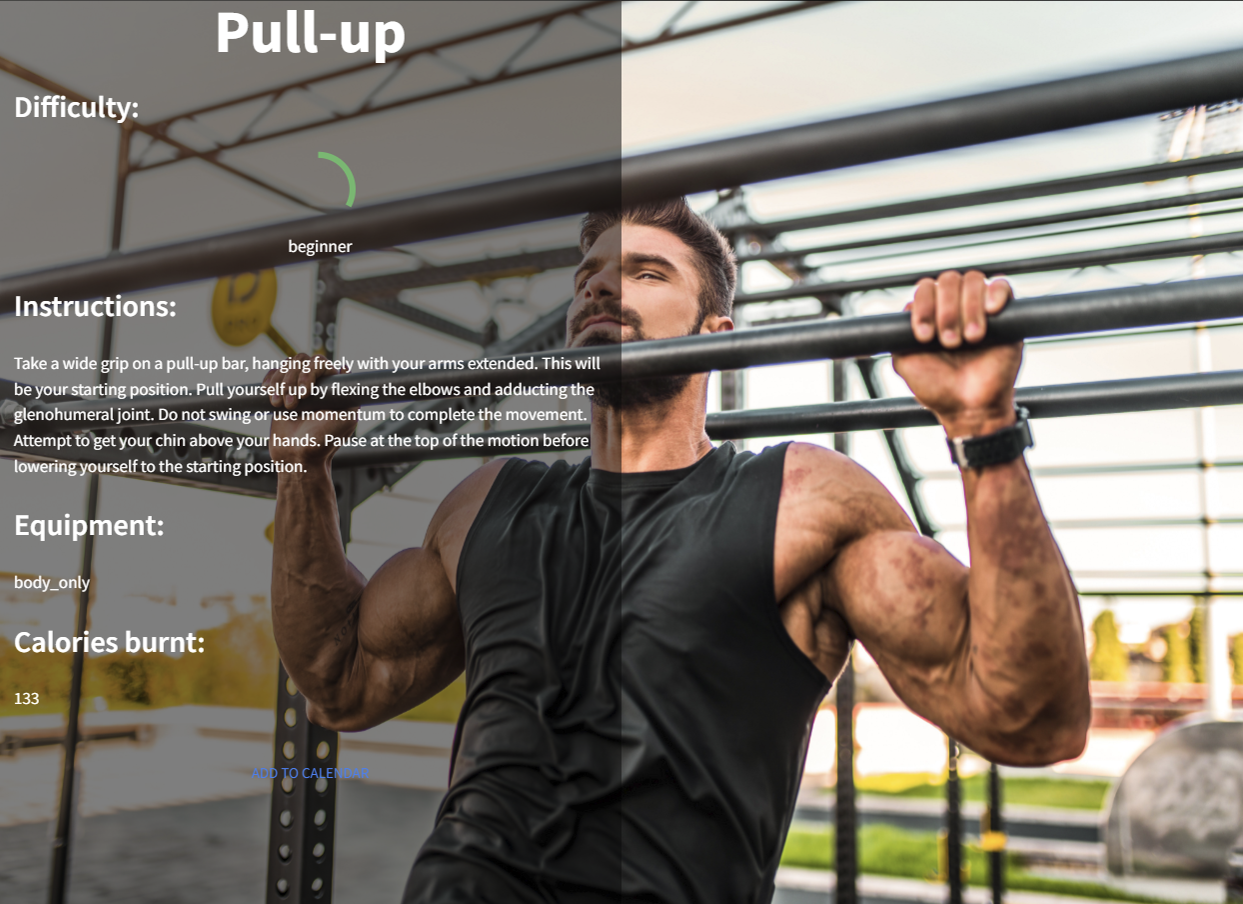 Pull-up
Difficulty:
beginner
Instructions:
Take a wide grip on a pull-up bar, hanging freely with your arms extended. This will
be your starting position. Pull yourself up by flexing the elbows and adducting the
glenohumeral joint. Do not swing or use momentum to complete the movement.
Attempt to get your chin above your hands. Pause at the top of the motion before
lowering yourself to the starting position.
Equipment:
body_only
Calories burnt:
133
ADD TO CALENDAR